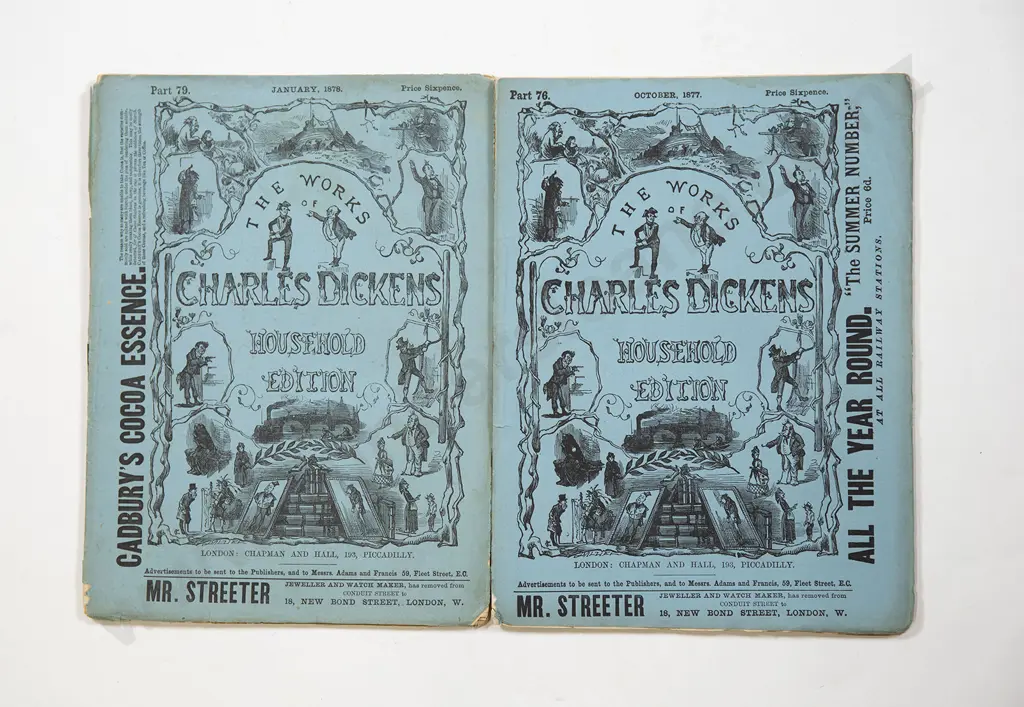 Part 79. JANUARY, 1878. Price Sixpence.
THE WORKS
OF
CHARLES DICKENS
HOUSEHOLD
EDITION
LONDON: CHAPMAN AND HALL, 193, PICCADILLY.
Advertisements to be sent to the Publishers, and to Messrs. Adams and Francis 59, Fleet Street, E.C.
MR. STREETER
JEWELLER AND WATCH MAKER, has removed from
CONDUIT STREET to
18, NEW BOND STREET, LONDON, W.
CADBURY'S COCOA ESSENCE.
Part 76. OCTOBER, 1877. Price Sixpence.
THE WORKS
OF
CHARLES DICKENS
HOUSEHOLD
EDITION
LONDON: CHAPMAN AND HALL, 193, PICCADILLY.
Advertisements to be sent to the Publishers, and to Messrs. Adams and Francis, 59, Fleet Street, E.C.
MR. STREETER
JEWELLER AND WATCH MAKER, has removed from
CONDUIT STREET to
18, NEW BOND STREET, LONDON, W.
ALL THE YEAR ROUND. "The SUMMER NUMBER,"
Price 6d.
AT ALL RAILWAY STATIONS.